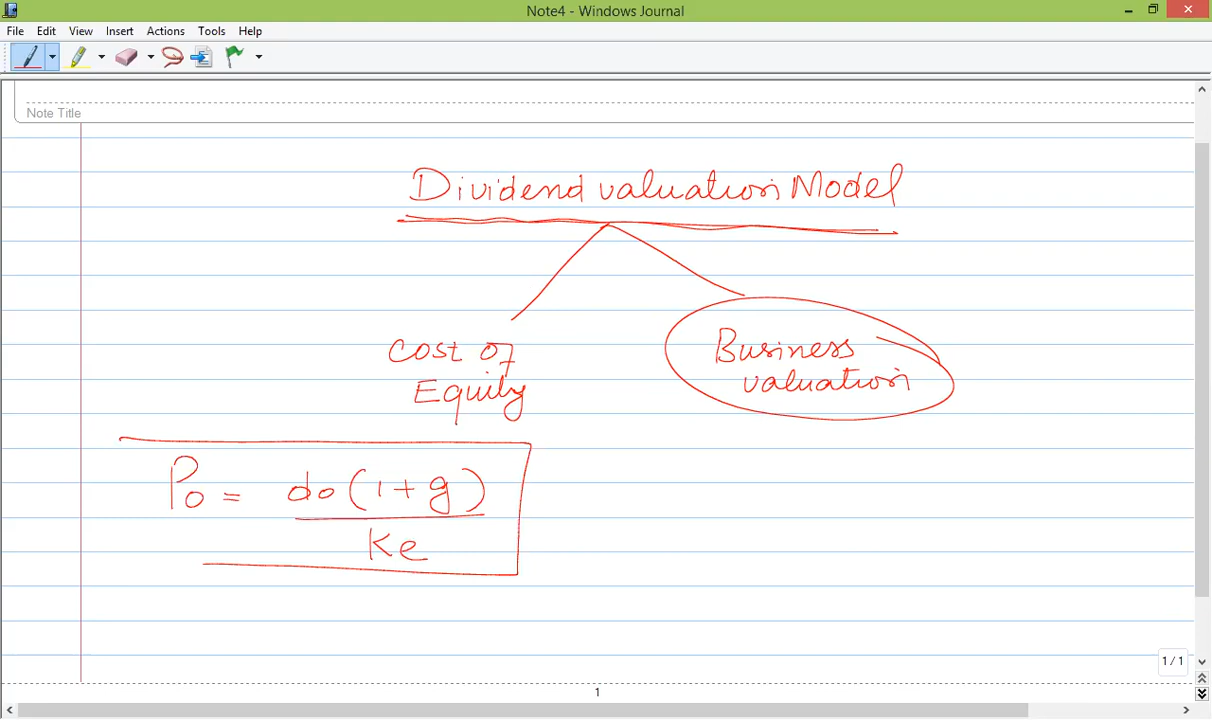 Note4 - Windows Journal
File Edit View Insert Actions Tools Help
Note Title
Dividend valuation Model
Cost of
Equity
Business
valuation
Po = do (1+g)
Ke
1 / 1
1